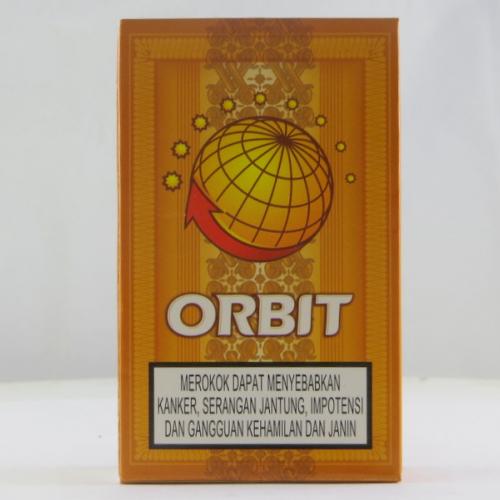 ORBIT
MEROKOK DAPAT MENYEBABKAN
KANKER, SERANGAN JANTUNG, IMPOTENSI
DAN GANGGUAN KEHAMILAN DAN JANIN